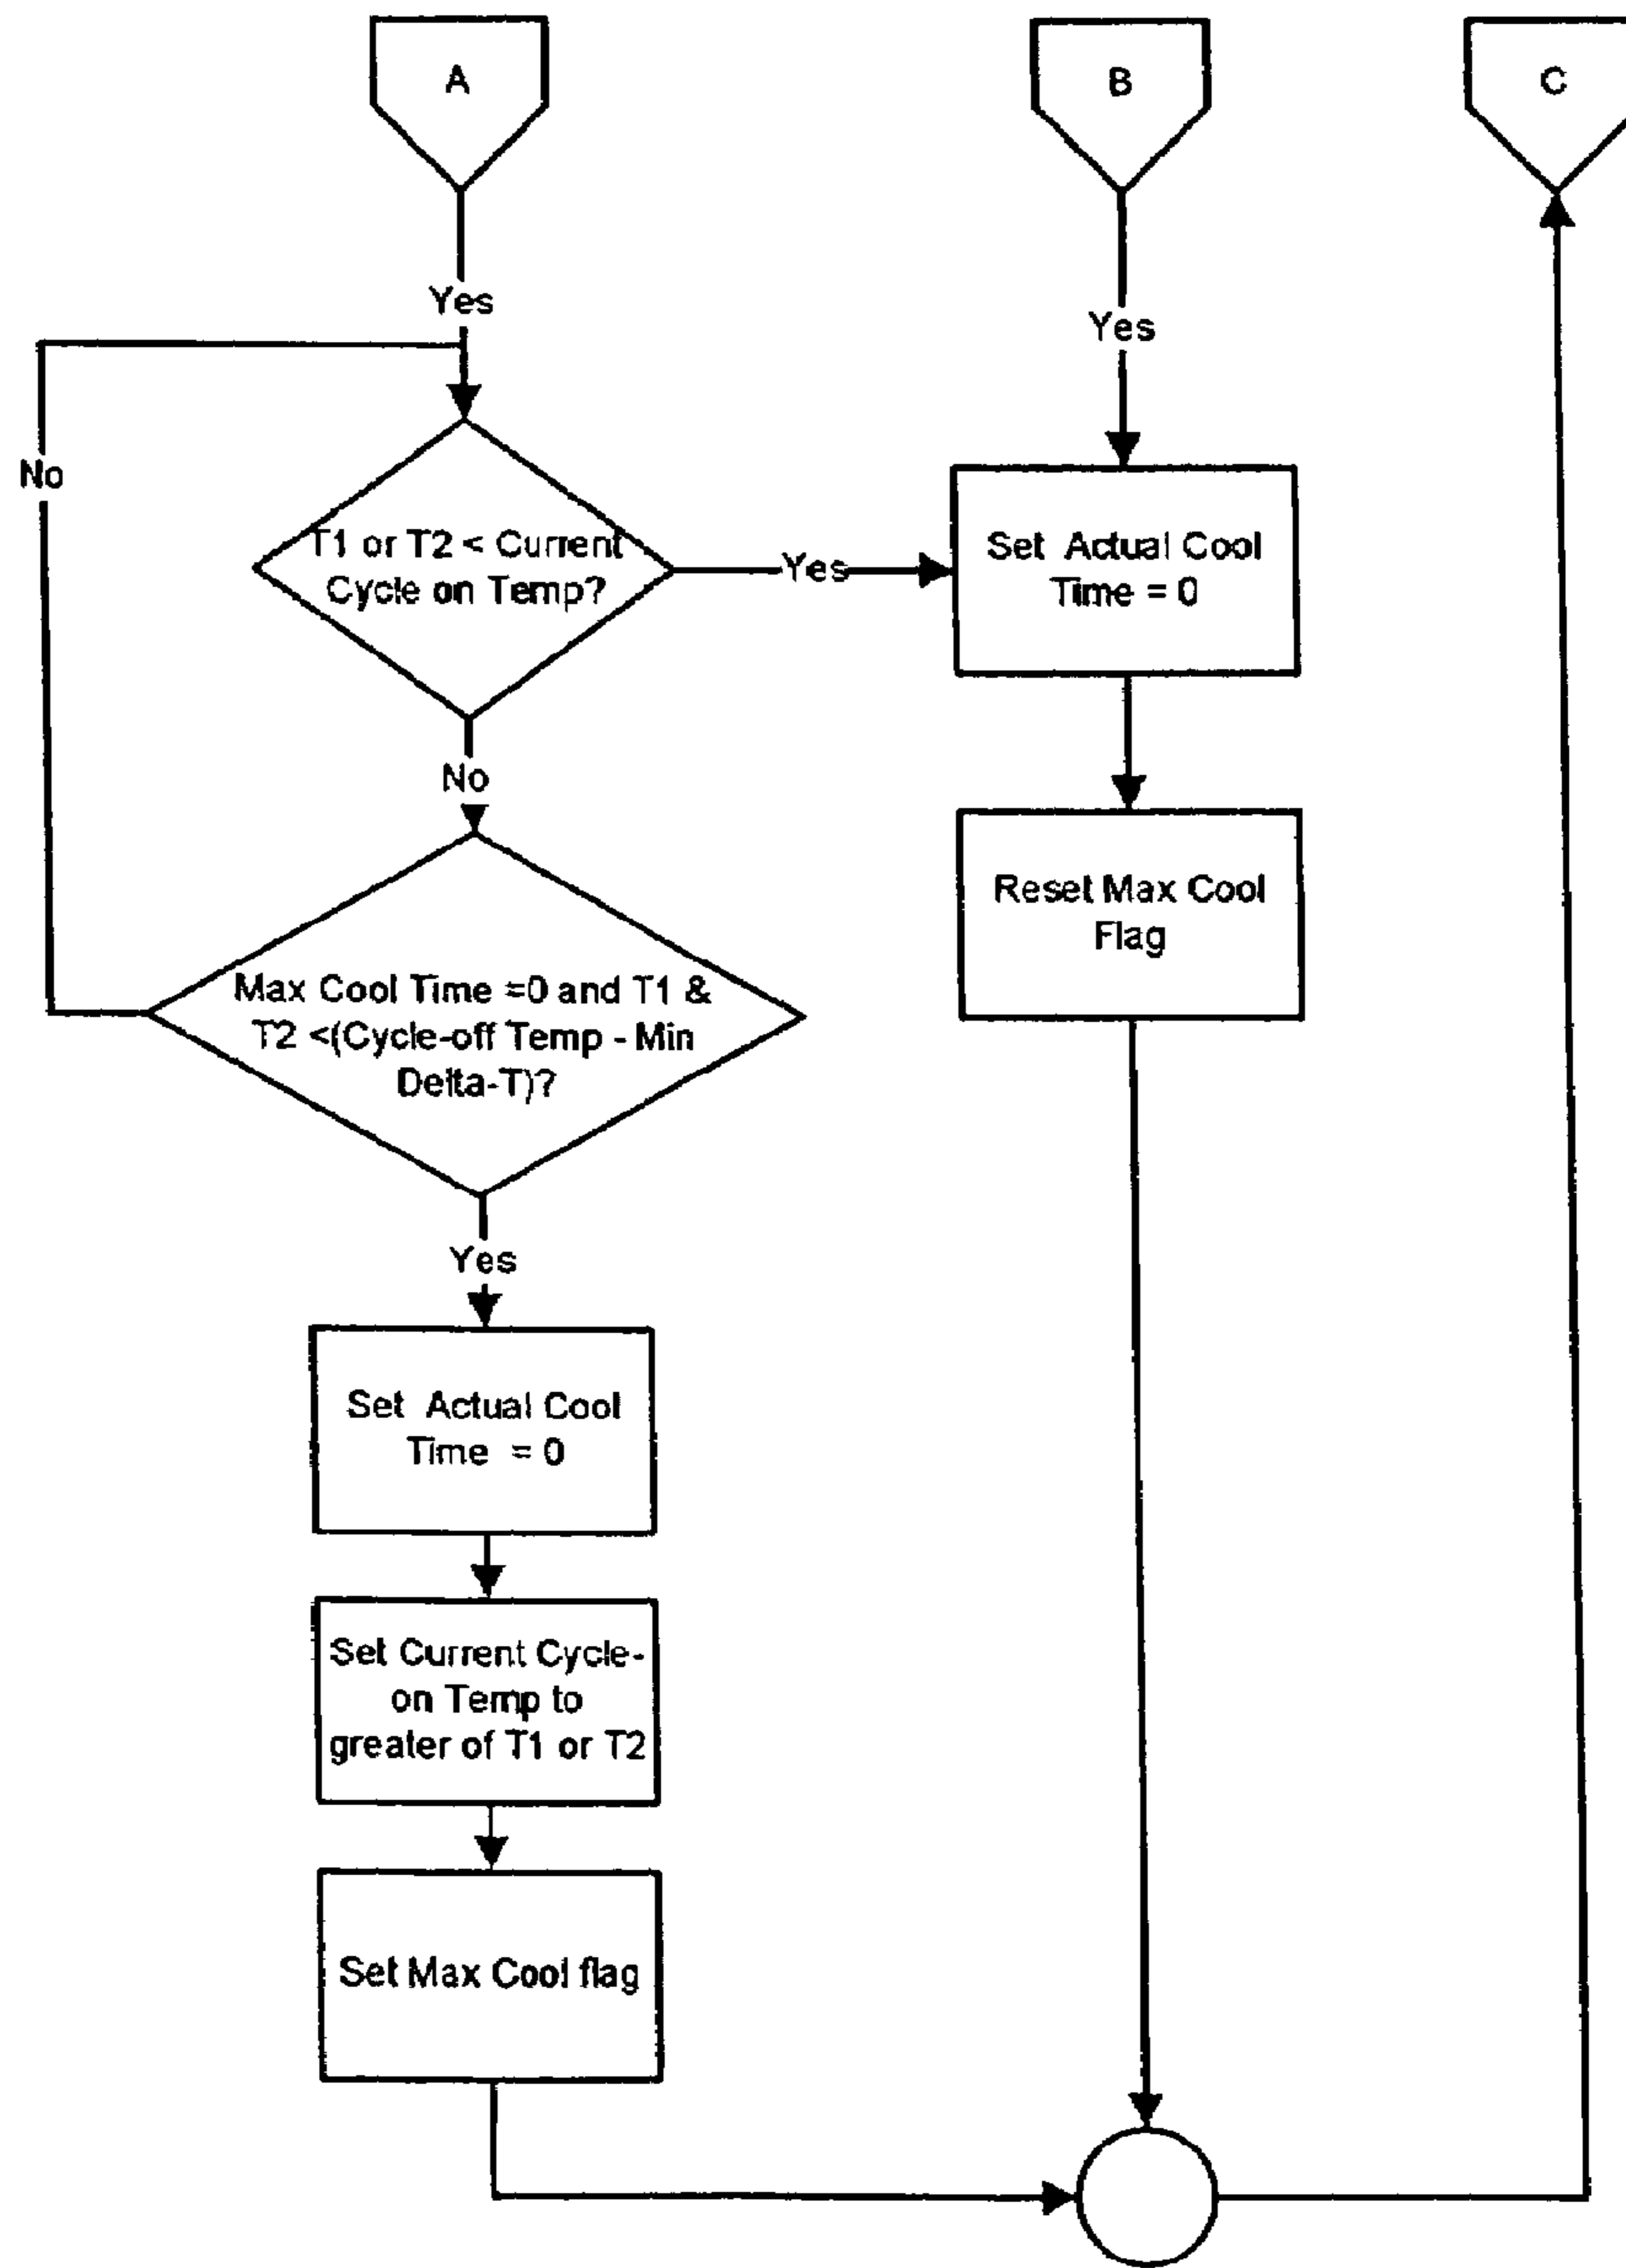 A
B
C
Yes
Yes
No
T1 or T2 < Current
Cycle on Temp?
Yes
Set Actual Cool
Time = 0
No
Reset Max Cool
Flag
Max Cool Time =0 and T1 &
T2 <(Cycle-off Temp - Min
Delta-T)?
Yes
Set Actual Cool
Time = 0
Set Current Cycle-
on Temp to
greater of T1 or T2
Set Max Cool flag